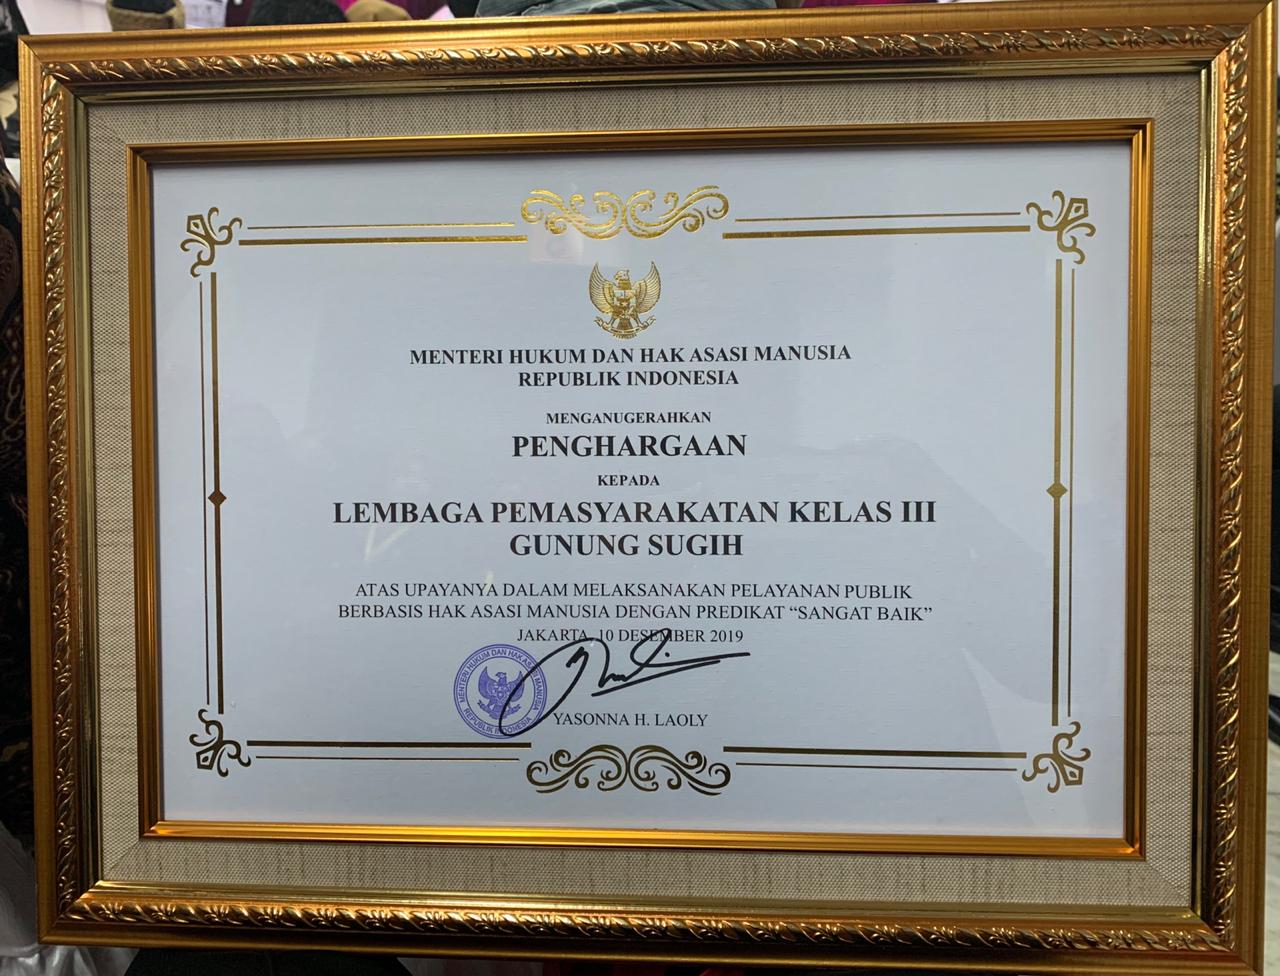 MENTERI HUKUM DAN HAK ASASI MANUSIA
REPUBLIK INDONESIA
MENGANUGERAHKAN
PENGHARGAAN
KEPADA
LEMBAGA PEMASYARAKATAN KELAS III
GUNUNG SUGIH
ATAS UPAYANYA DALAM MELAKSANAKAN PELAYANAN PUBLIK
BERBASIS HAK ASASI MANUSIA DENGAN PREDIKAT “SANGAT BAIK”
JAKARTA, 10 DESEMBER 2019
MENTERI HUKUM DAN HAK ASASI MANUSIA
REPUBLIK INDONESIA
YASONNA H. LAOLY